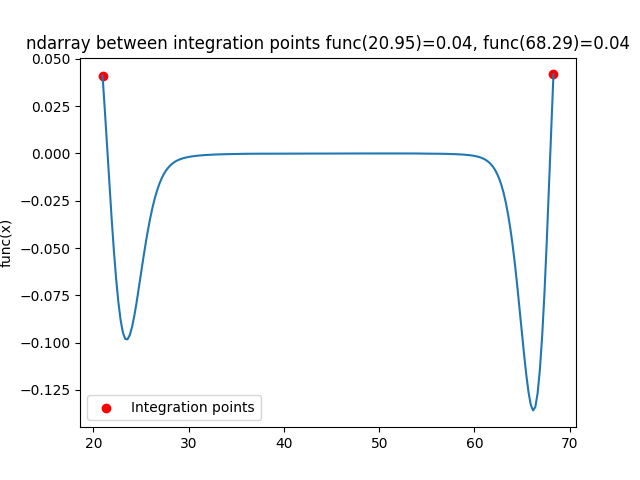 ndarray between integration points func(20.95)=0.04, func(68.29)=0.04
0.050
0.025
0.000
−0.025
−0.050
−0.075
−0.100
−0.125
func(x)
Integration points
20 30 40 50 60 70